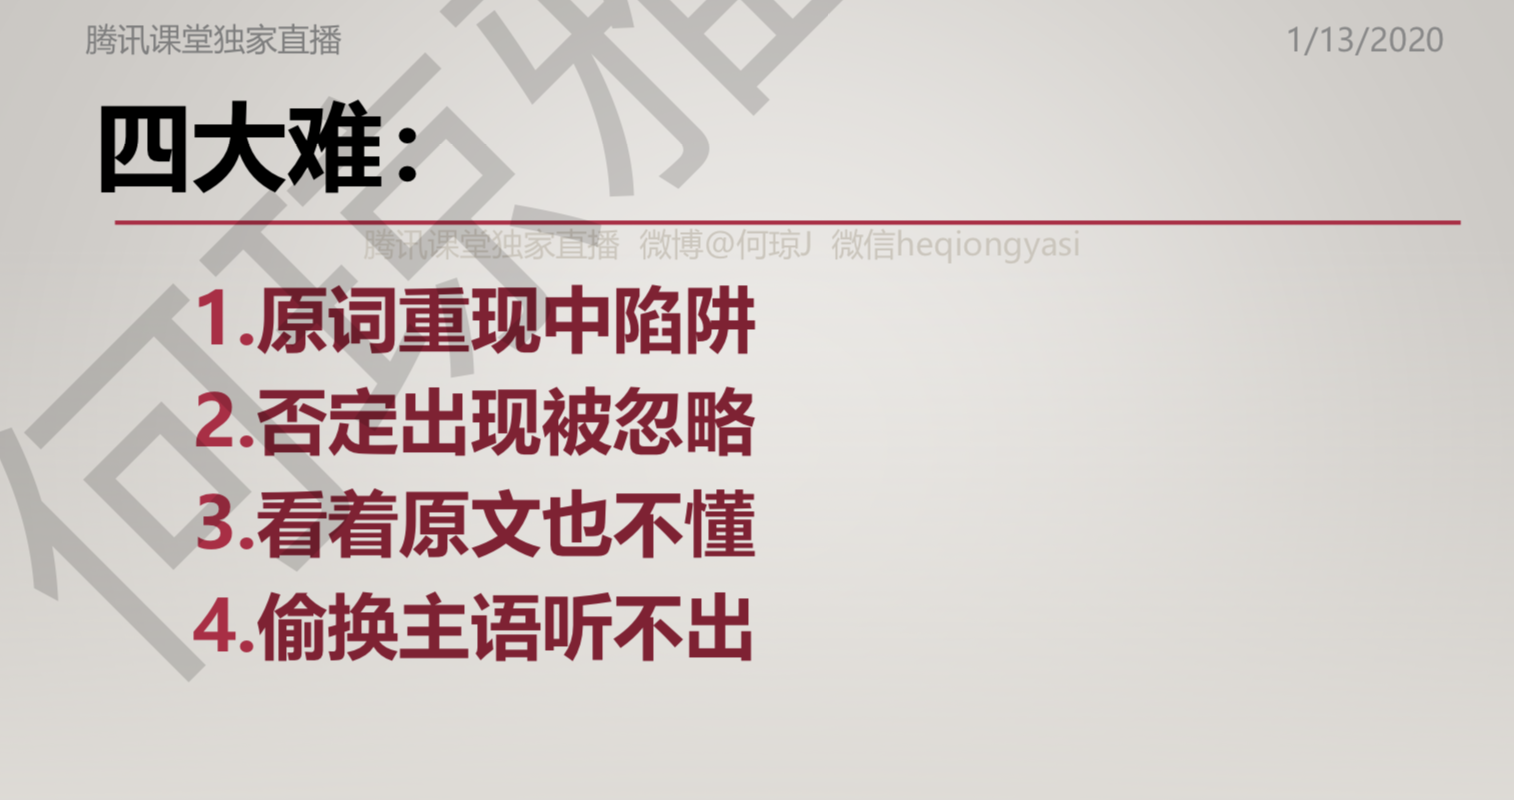 腾讯课堂独家直播 1/13/2020
四大难：
腾讯课堂独家直播 微博@何琼J 微信heqiongyasi
1.原词重现中陷阱
2.否定出现被忽略
3.看着原文也不懂
4.偷换主语听不出
何琼雅